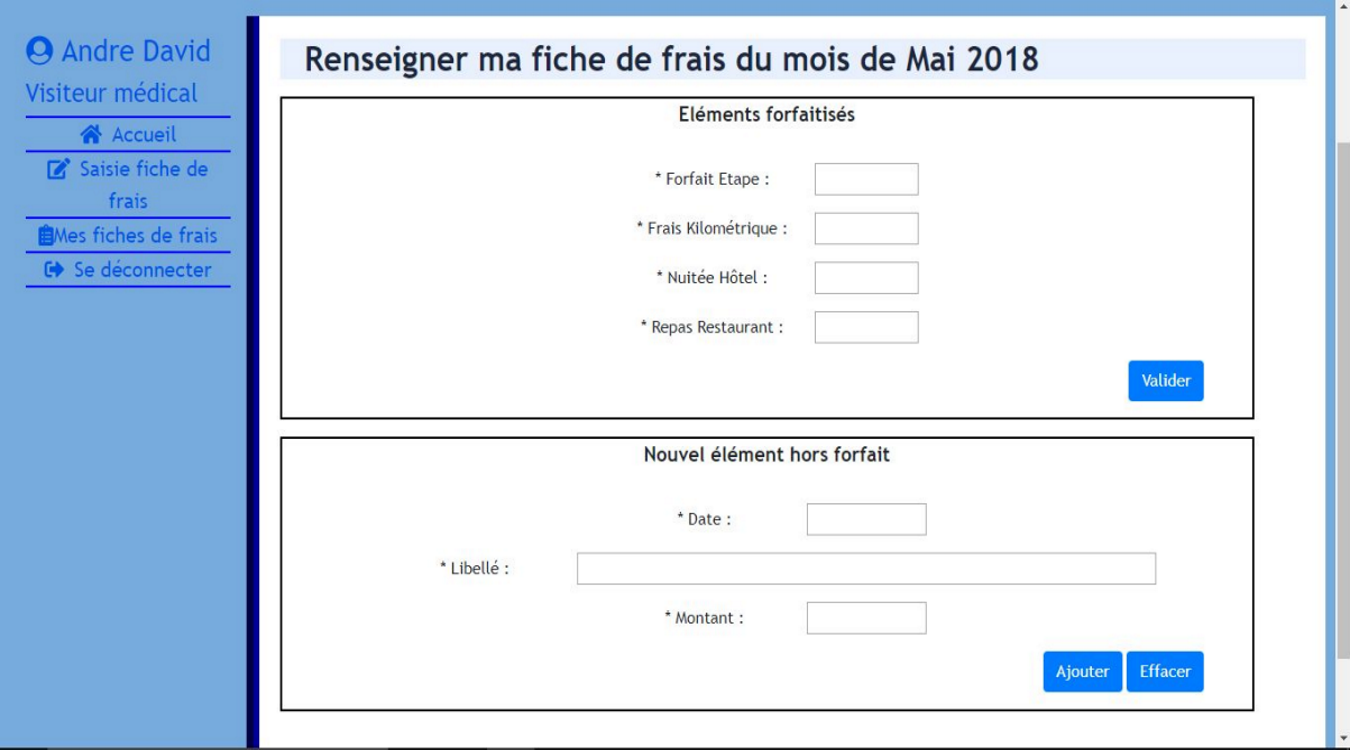 Andre David
Visiteur médical
Accueil
Saisie fiche de
frais
Mes fiches de frais
Se déconnecter
Renseigner ma fiche de frais du mois de Mai 2018
Eléments forfaitisés
* Forfait Etape :
* Frais Kilométrique :
* Nuitée Hôtel :
* Repas Restaurant :
Valider
Nouvel élément hors forfait
* Date :
* Libellé :
* Montant :
Ajouter Effacer